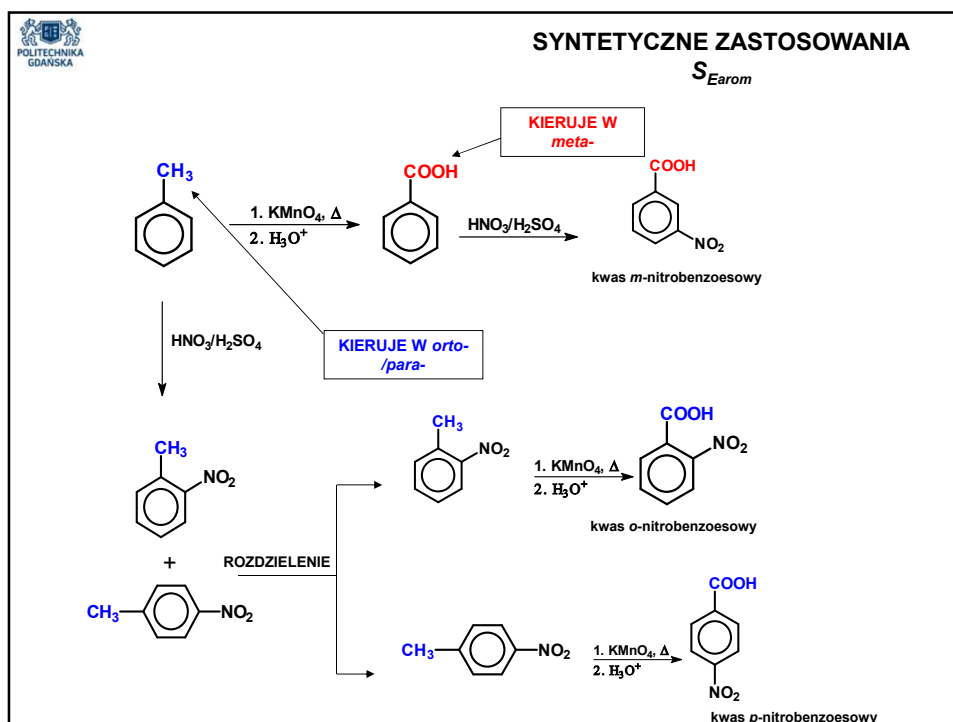 POLITECHNIKA
GDAŃSKA
SYNTETYCZNE ZASTOSOWANIA
S_Earom
KIERUJE W
meta-
CH₃
COOH
COOH
1. KMnO₄, Δ
2. H₃O⁺
HNO₃/H₂SO₄
NO₂
kwas m-nitrobenzoesowy
HNO₃/H₂SO₄
KIERUJE W orto-
/para-
CH₃
NO₂
+
CH₃
NO₂
ROZDZIELENIE
CH₃
NO₂
1. KMnO₄, Δ
2. H₃O⁺
COOH
NO₂
kwas o-nitrobenzoesowy
CH₃
NO₂
1. KMnO₄, Δ
2. H₃O⁺
COOH
NO₂
kwas p-nitrobenzoesowy